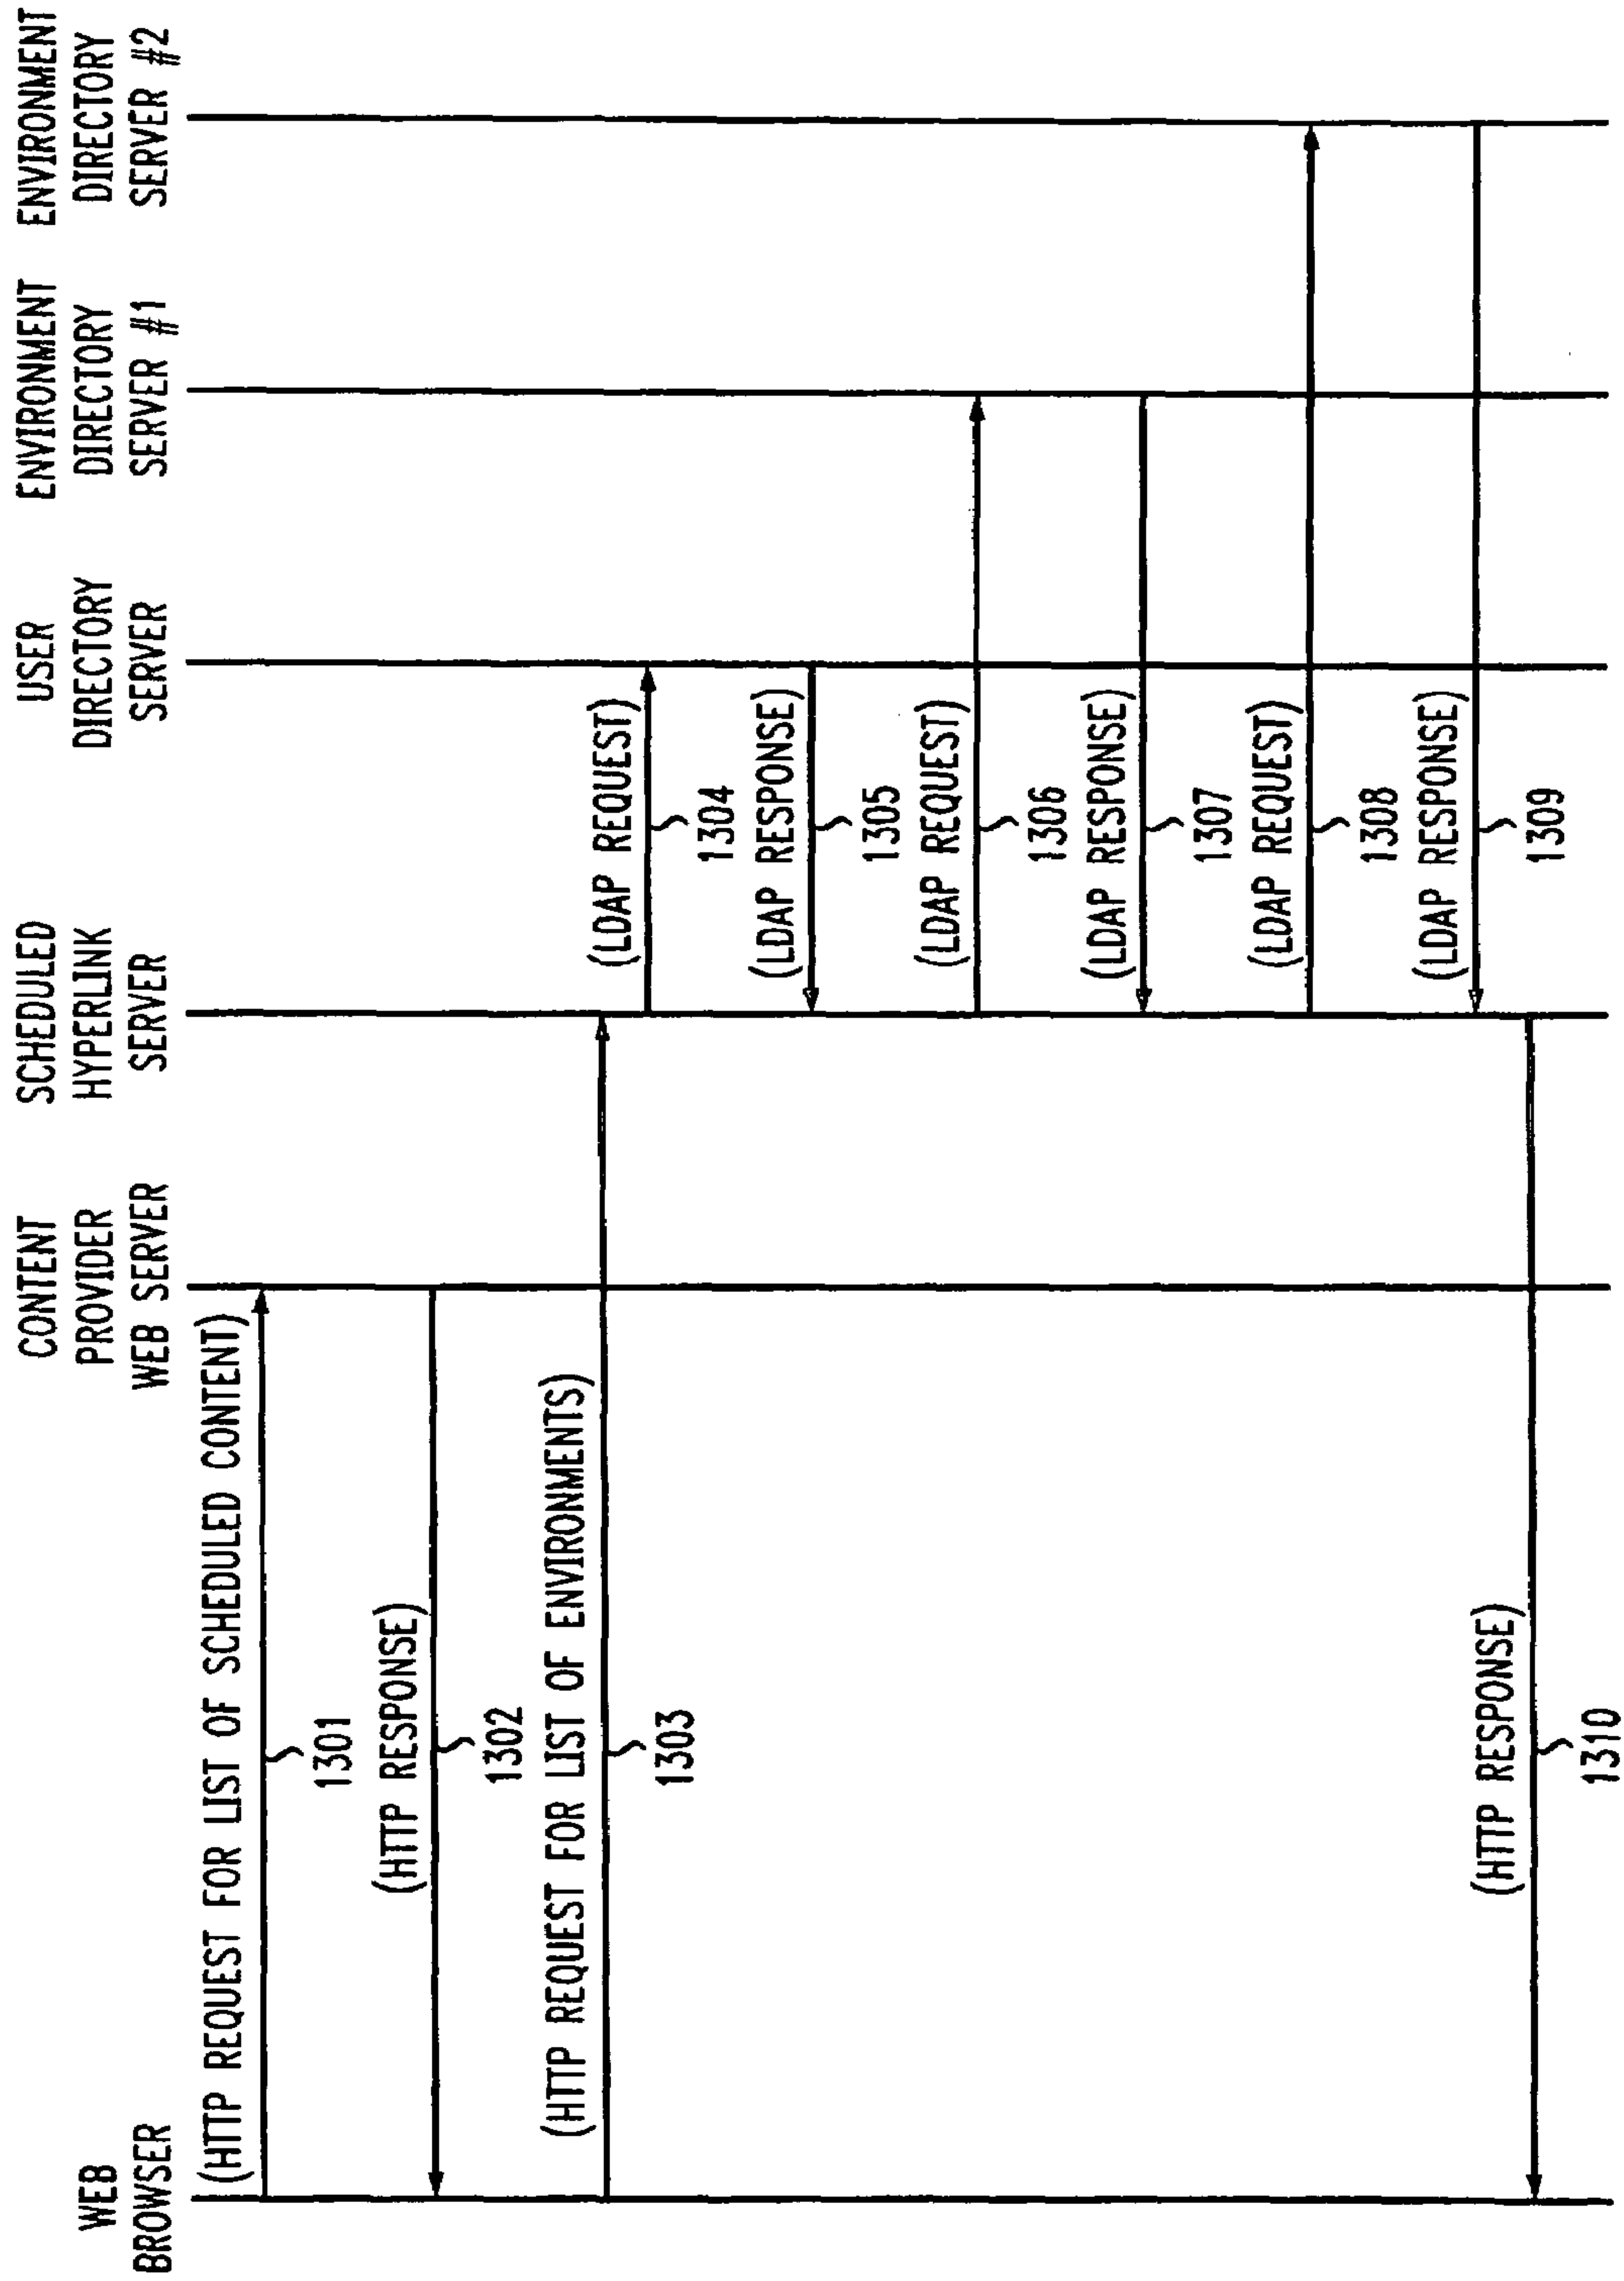 WEB
BROWSER
CONTENT
PROVIDER
WEB SERVER
SCHEDULED
HYPERLINK
SERVER
USER
DIRECTORY
SERVER
ENVIRONMENT
DIRECTORY
SERVER #1
ENVIRONMENT
DIRECTORY
SERVER #2
(HTTP REQUEST FOR LIST OF SCHEDULED CONTENT)
1301
(HTTP RESPONSE)
1302
(HTTP REQUEST FOR LIST OF ENVIRONMENTS)
1303
(LDAP REQUEST)
1304
(LDAP RESPONSE)
1305
(LDAP REQUEST)
1306
(LDAP RESPONSE)
1307
(LDAP REQUEST)
1308
(LDAP RESPONSE)
1309
(HTTP RESPONSE)
1310